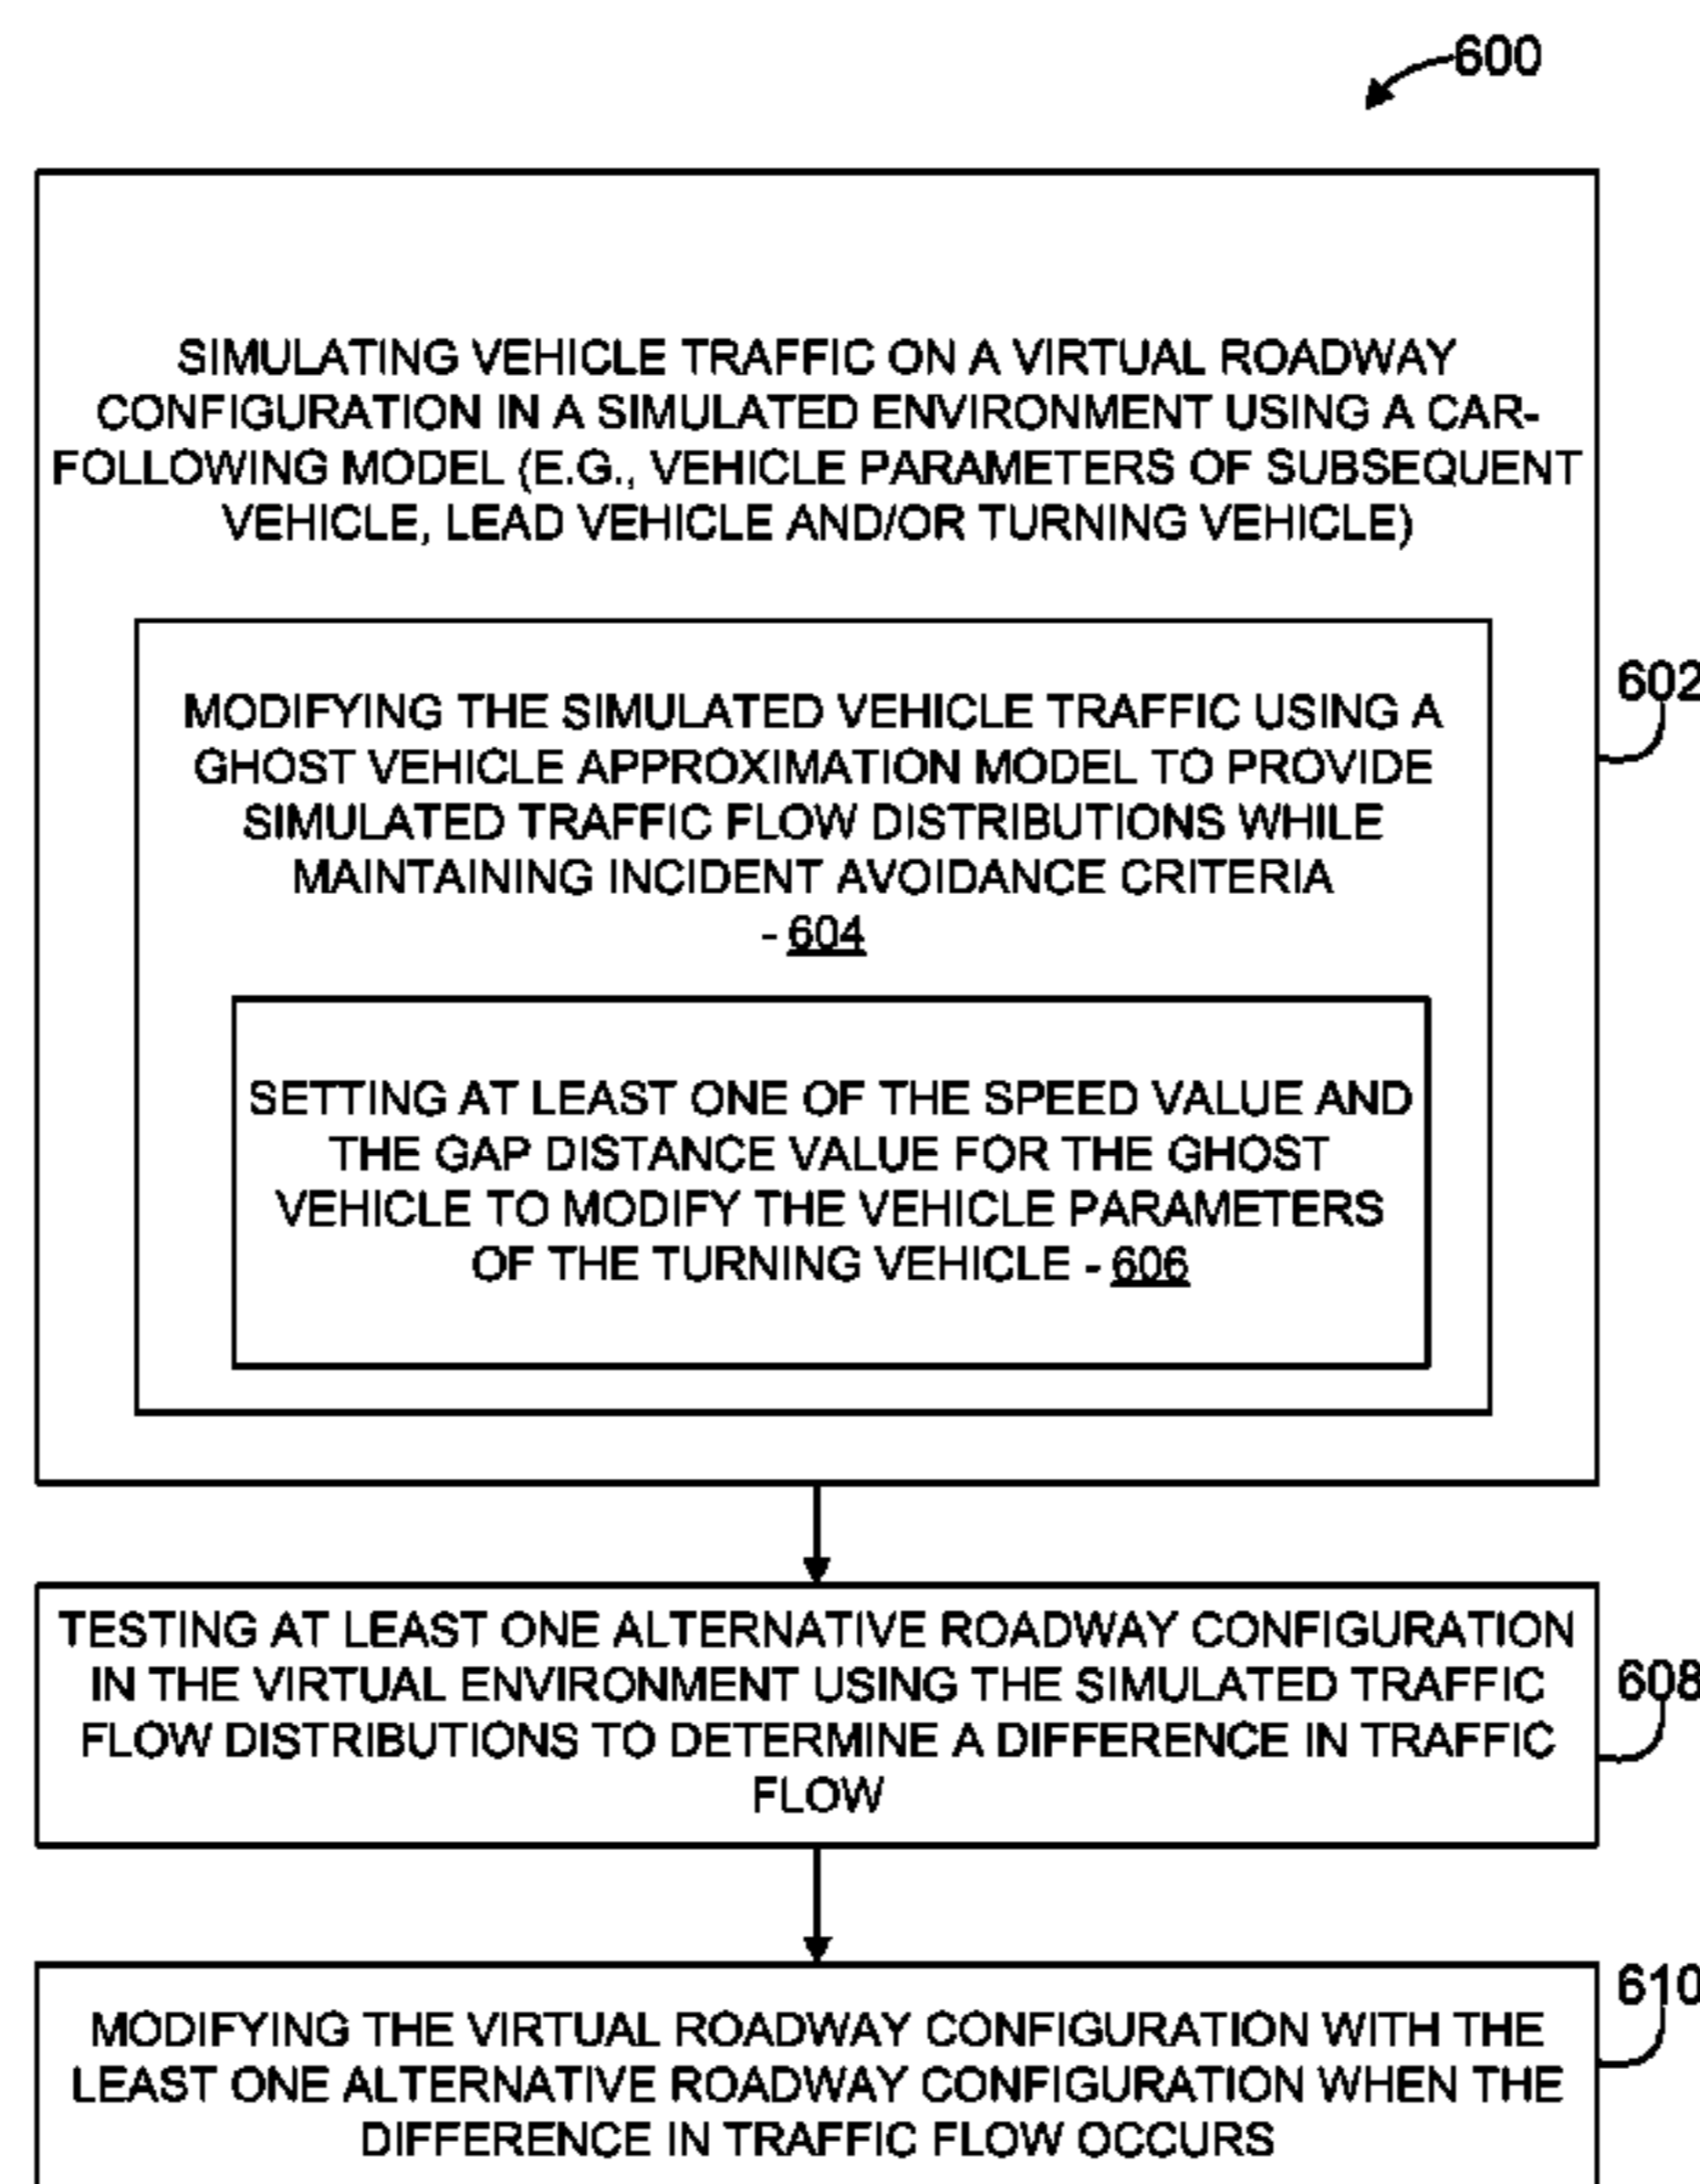 600
SIMULATING VEHICLE TRAFFIC ON A VIRTUAL ROADWAY
CONFIGURATION IN A SIMULATED ENVIRONMENT USING A CAR-
FOLLOWING MODEL (E.G., VEHICLE PARAMETERS OF SUBSEQUENT
VEHICLE, LEAD VEHICLE AND/OR TURNING VEHICLE)
602
MODIFYING THE SIMULATED VEHICLE TRAFFIC USING A
GHOST VEHICLE APPROXIMATION MODEL TO PROVIDE
SIMULATED TRAFFIC FLOW DISTRIBUTIONS WHILE
MAINTAINING INCIDENT AVOIDANCE CRITERIA
- 604
SETTING AT LEAST ONE OF THE SPEED VALUE AND
THE GAP DISTANCE VALUE FOR THE GHOST
VEHICLE TO MODIFY THE VEHICLE PARAMETERS
OF THE TURNING VEHICLE - 606
TESTING AT LEAST ONE ALTERNATIVE ROADWAY CONFIGURATION
IN THE VIRTUAL ENVIRONMENT USING THE SIMULATED TRAFFIC
FLOW DISTRIBUTIONS TO DETERMINE A DIFFERENCE IN TRAFFIC
FLOW
608
MODIFYING THE VIRTUAL ROADWAY CONFIGURATION WITH THE
LEAST ONE ALTERNATIVE ROADWAY CONFIGURATION WHEN THE
DIFFERENCE IN TRAFFIC FLOW OCCURS
610